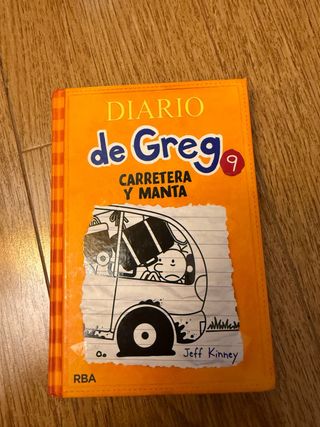 DIARIO
de Greg 9
CARRETERA
Y MANTA
Jeff Kinney
RBA